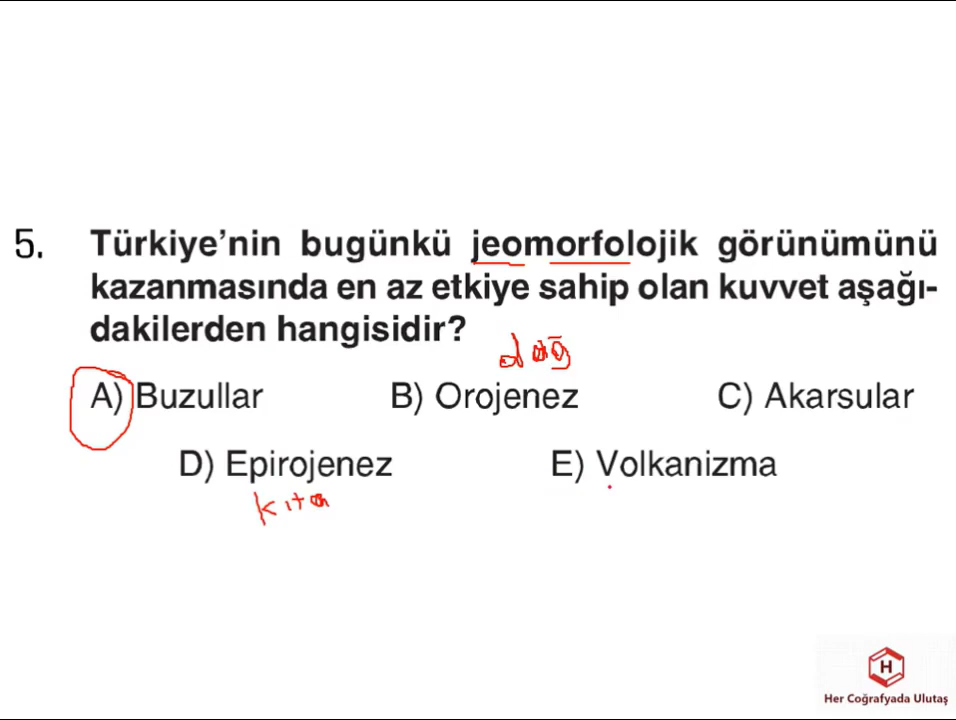 5. Türkiye'nin bugünkü jeomorfolojik görünümünü
kazanmasında en az etkiye sahip olan kuvvet aşağı-
dakilerden hangisidir?
dağ
A) Buzullar B) Orojenez C) Akarsular
D) Epirojenez E) Volkanizma
kıta
H
Her Coğrafyada Ulutaş